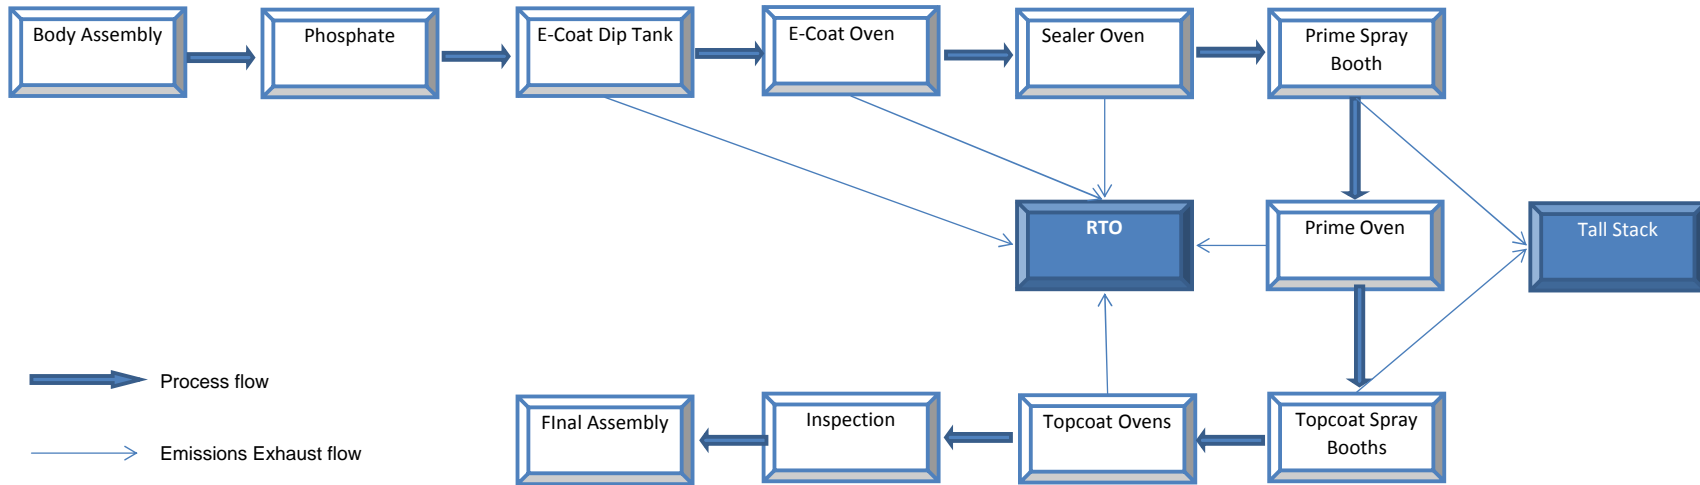 Body Assembly
Phosphate
E-Coat Dip Tank
E-Coat Oven
Sealer Oven
Prime Spray
Booth
RTO
Prime Oven
Tall Stack
Process flow
Emissions Exhaust flow
FInal Assembly
Inspection
Topcoat Ovens
Topcoat Spray
Booths